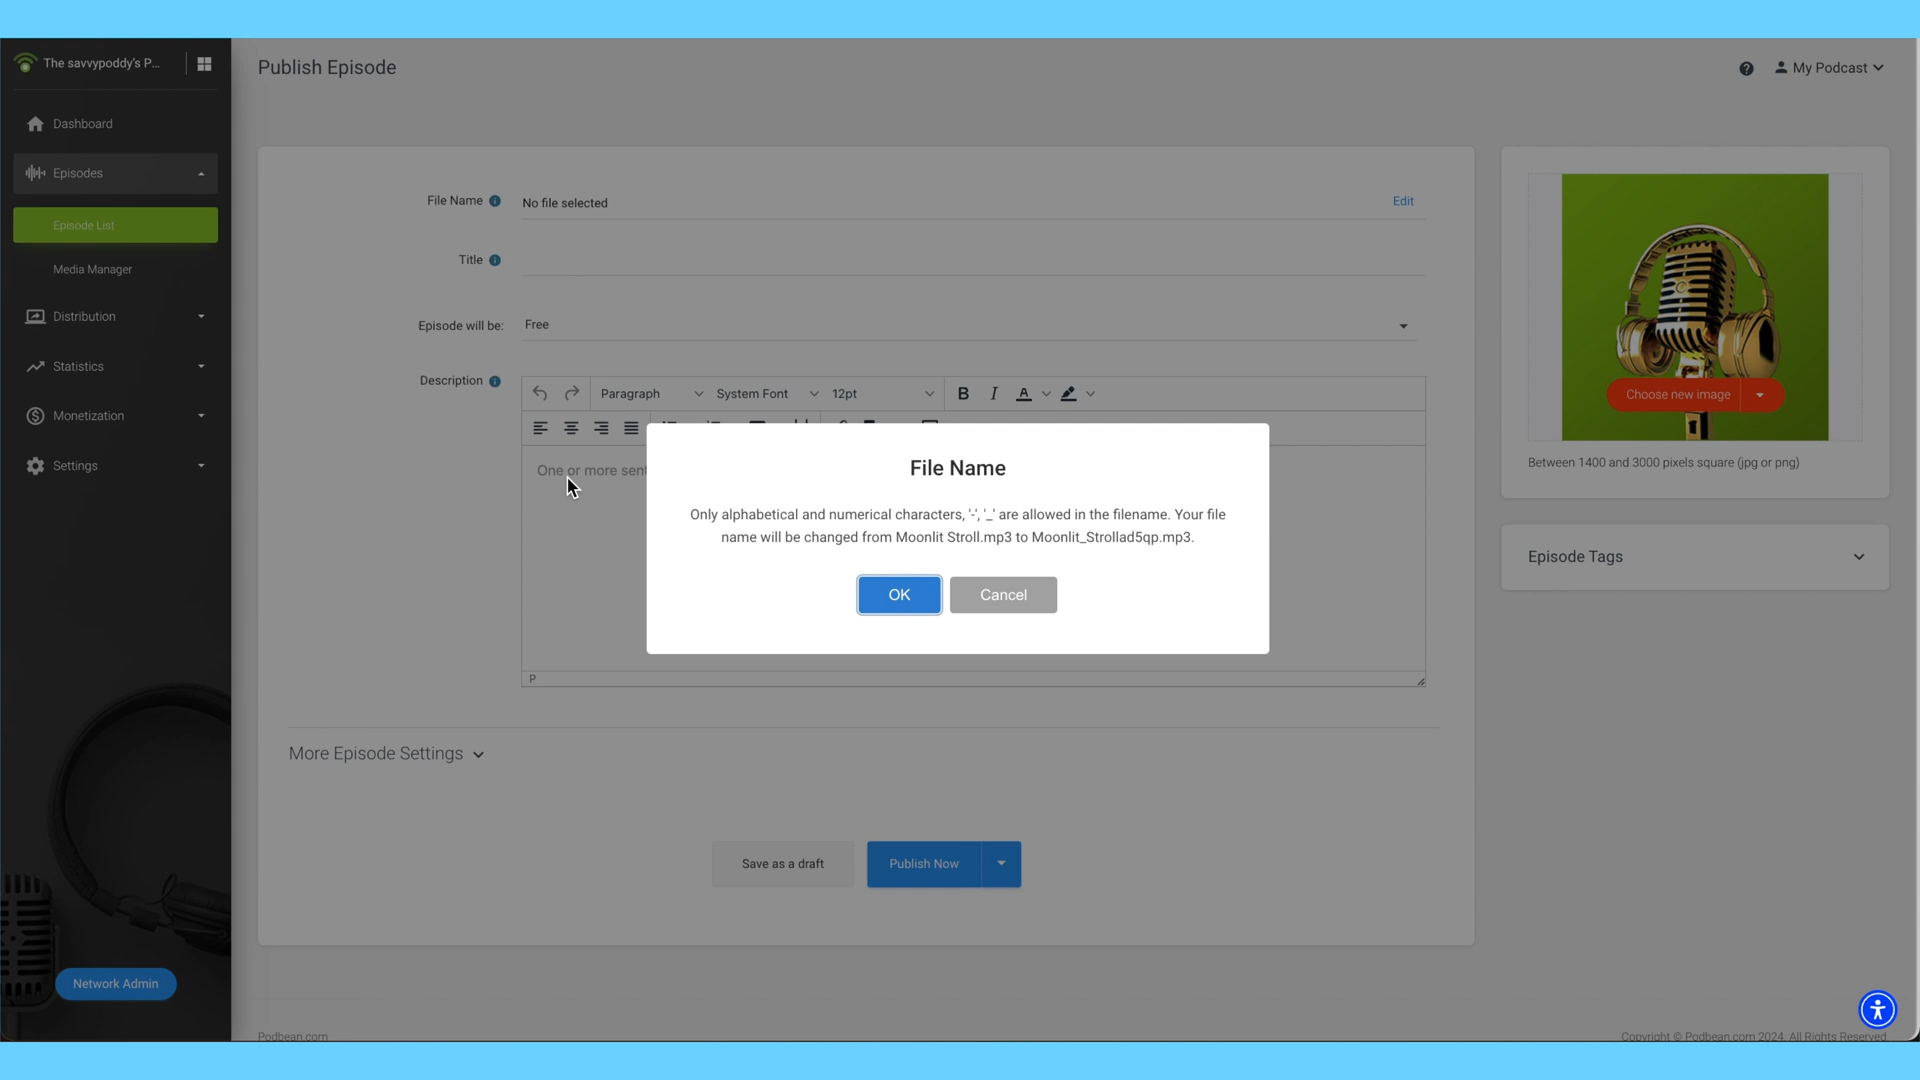 The savvypoddy's P...
Publish Episode
My Podcast
Dashboard
Episodes
Episode List
Media Manager
Distribution
Statistics
Monetization
Settings
Network Admin
File Name
No file selected
Edit
Title
Episode will be:
Free
Description
Paragraph
System Font
12pt
B
I
A
One or more sent
P
File Name
Only alphabetical and numerical characters, '-', '_' are allowed in the filename. Your file
name will be changed from Moonlit Stroll.mp3 to Moonlit_Strollad5qp.mp3.
OK
Cancel
More Episode Settings
Save as a draft
Publish Now
Choose new image
Between 1400 and 3000 pixels square (jpg or png)
Episode Tags
Podbean.com
Copyright © Podbean.com 2024. All Rights Reserved.